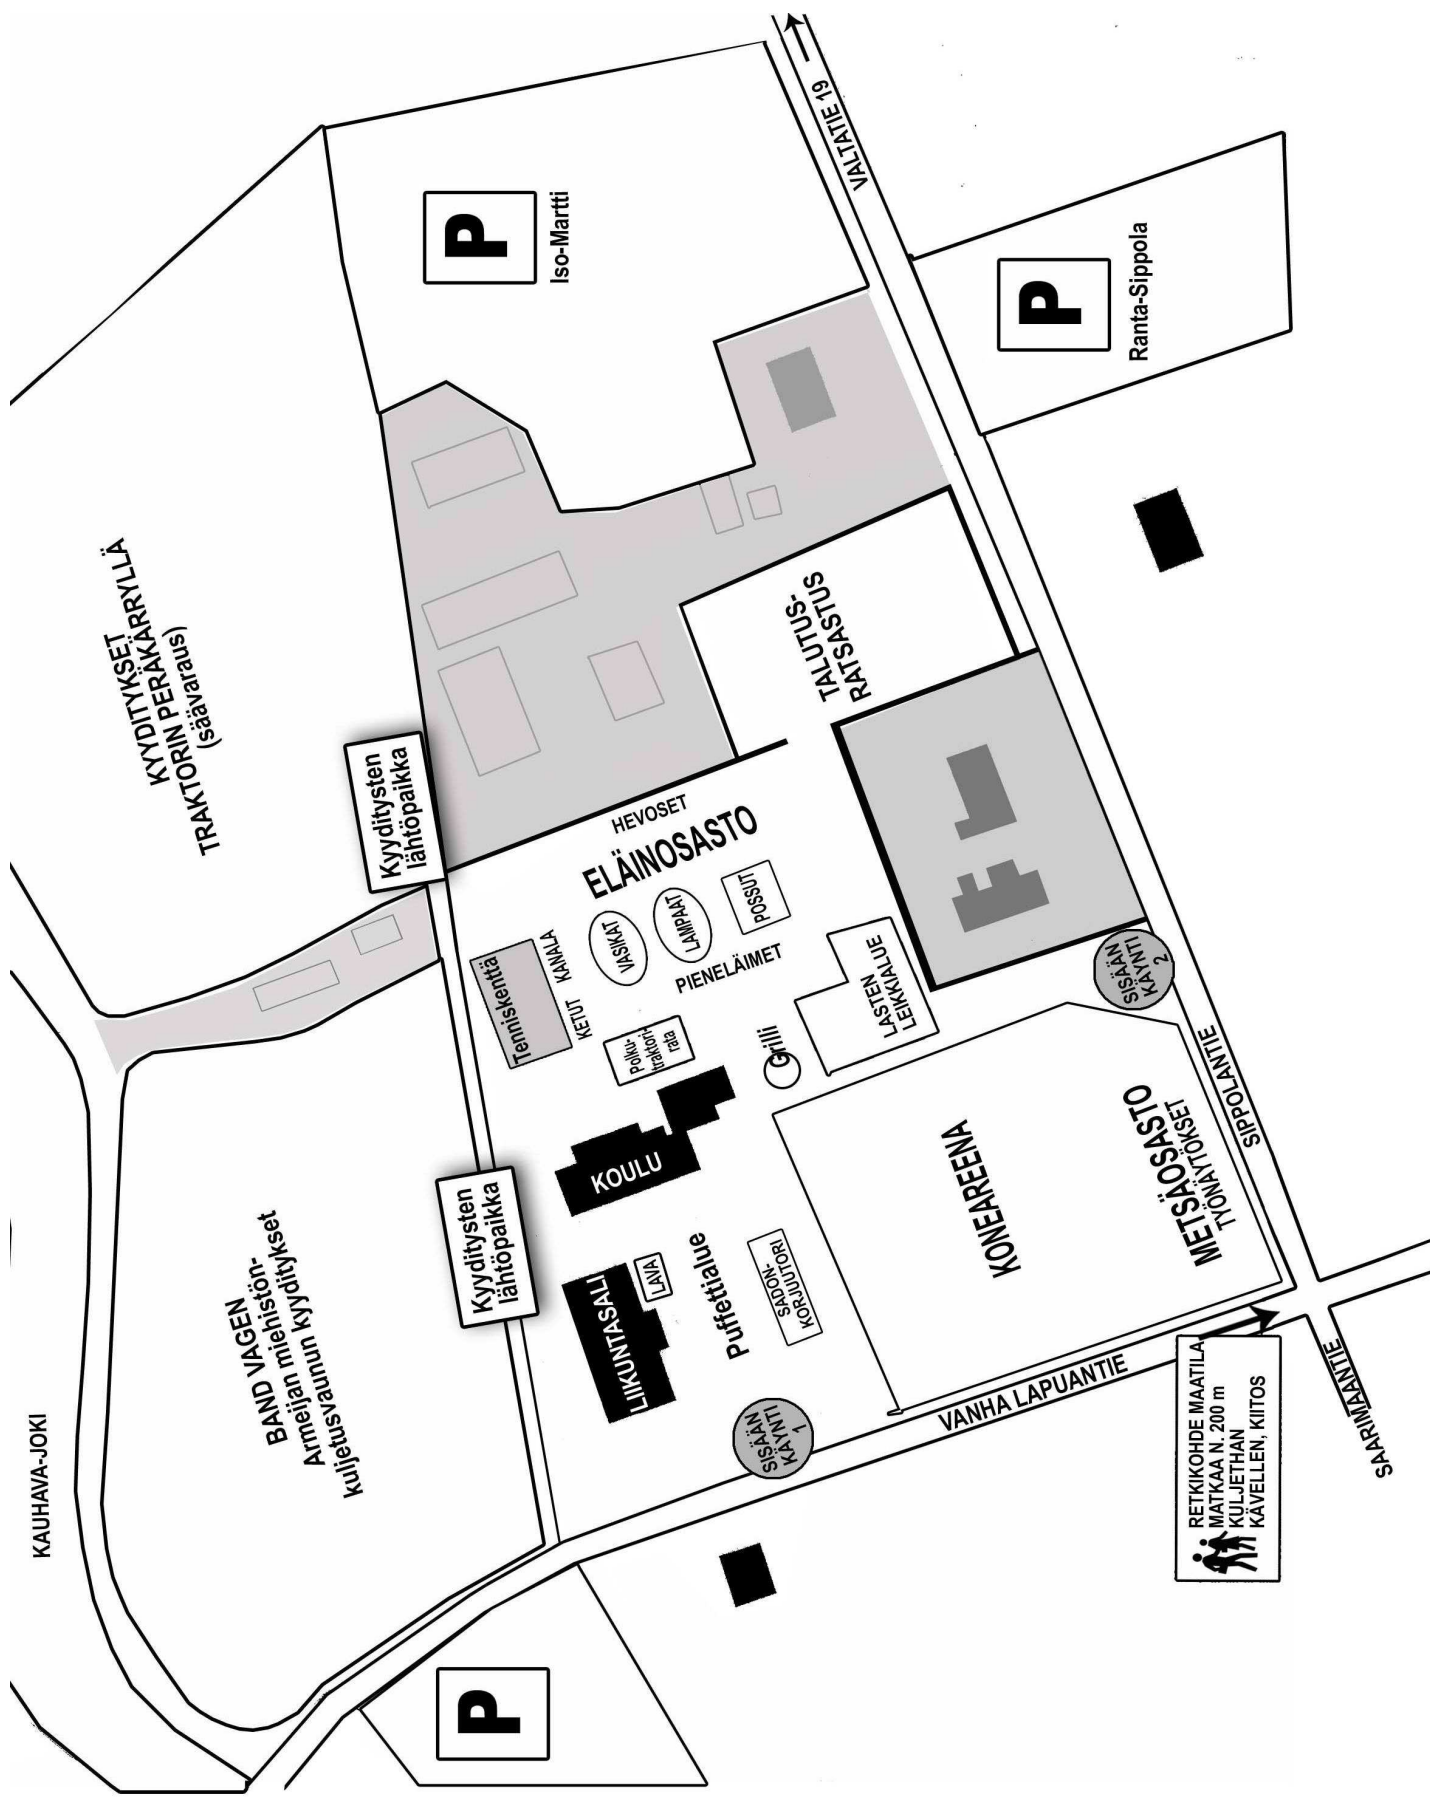 KAUHAVA-JOKI
BAND VAGEN
Armeijan miehistön-
kuljetusvaunun kyyditykset
KYYDITYKSET
TRAKTORIN PERÄKÄRRYLLÄ
(säävaraus)
P
Kyyditysten
lähtöpaikka
Kyyditysten
lähtöpaikka
P
Iso-Martti
Tenniskenttä
KETUT KANALA
LIIKUNTASALI
LAVA
KOULU
Polku-
traktori-
rata
VASIKAT
LAMPAAT
POSSUT
PIENELÄIMET
ELÄINOSASTO
HEVOSET
Puffettialue
SADON-
KORJUUTORI
Grilli
LASTEN
LEIKKIALUE
TALUTUS-
RATSASTUS
SISÄÄN
KÄYNTI
1
VANHA LAPUANTIE
KONEAREENA
METSÄOSASTO
TYÖNÄYTÖKSET
SISÄÄN
KÄYNTI
2
SIPPOLANTIE
VALTATIE 19
P
Ranta-Sippola
RETKIKOHDE MAATILA
MATKAA N. 200 m
KULJETHAN
KÄVELLEN, KIITOS
SAARIMAANTIE